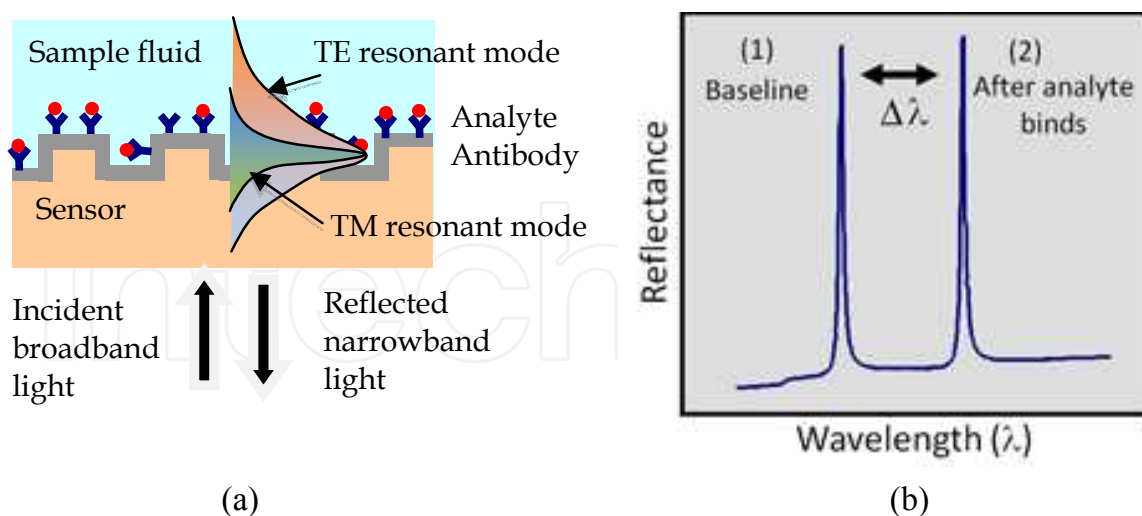 Sample fluid
TE resonant mode
Analyte
Antibody
Sensor
TM resonant mode
Incident
broadband
light
Reflected
narrowband
light
intech
(a)
(1)
Baseline
Δλ
(2)
After analyte
binds
Reflectance
Wavelength (λ)
(b)